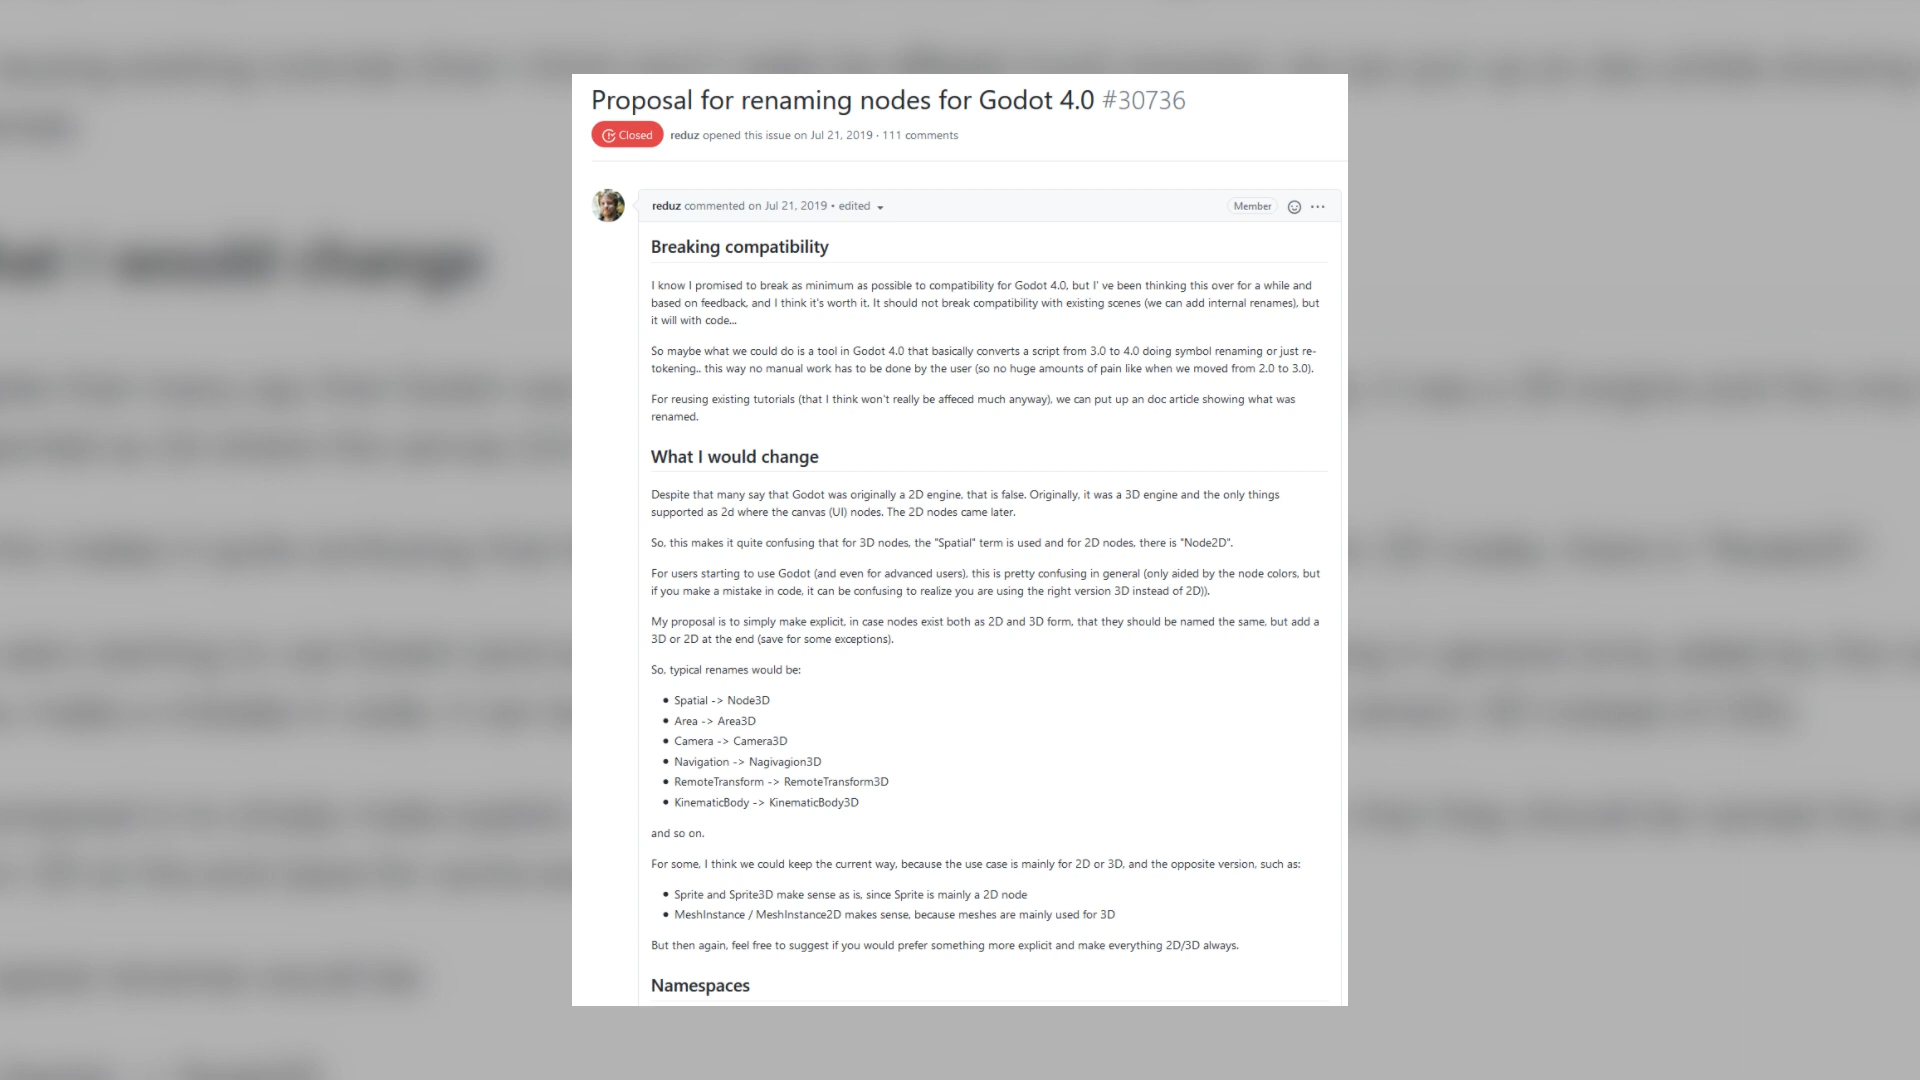 Proposal for renaming nodes for Godot 4.0 #30736
Closed reduz opened this issue on Jul 21, 2019 · 111 comments
reduz commented on Jul 21, 2019 • edited Member
Breaking compatibility
I know I promised to break as minimum as possible to compatibility for Godot 4.0, but I' ve been thinking this over for a while and
based on feedback, and I think it's worth it. It should not break compatibility with existing scenes (we can add internal renames), but
it will with code...
So maybe what we could do is a tool in Godot 4.0 that basically converts a script from 3.0 to 4.0 doing symbol renaming or just re-
tokening.. this way no manual work has to be done by the user (so no huge amounts of pain like when we moved from 2.0 to 3.0).
For reusing existing tutorials (that I think won't really be affeced much anyway), we can put up an doc article showing what was
renamed.
What I would change
Despite that many say that Godot was originally a 2D engine, that is false. Originally, it was a 3D engine and the only things
supported as 2d where the canvas (UI) nodes. The 2D nodes came later.
So, this makes it quite confusing that for 3D nodes, the "Spatial" term is used and for 2D nodes, there is "Node2D".
For users starting to use Godot (and even for advanced users), this is pretty confusing in general (only aided by the node colors, but
if you make a mistake in code, it can be confusing to realize you are using the right version 3D instead of 2D)).
My proposal is to simply make explicit, in case nodes exist both as 2D and 3D form, that they should be named the same, but add a
3D or 2D at the end (save for some exceptions).
So, typical renames would be:
• Spatial -> Node3D
• Area -> Area3D
• Camera -> Camera3D
• Navigation -> Nagivagion3D
• RemoteTransform -> RemoteTransform3D
• KinematicBody -> KinematicBody3D
and so on.
For some, I think we could keep the current way, because the use case is mainly for 2D or 3D, and the opposite version, such as:
• Sprite and Sprite3D make sense as is, since Sprite is mainly a 2D node
• MeshInstance / MeshInstance2D makes sense, because meshes are mainly used for 3D
But then again, feel free to suggest if you would prefer something more explicit and make everything 2D/3D always.
Namespaces